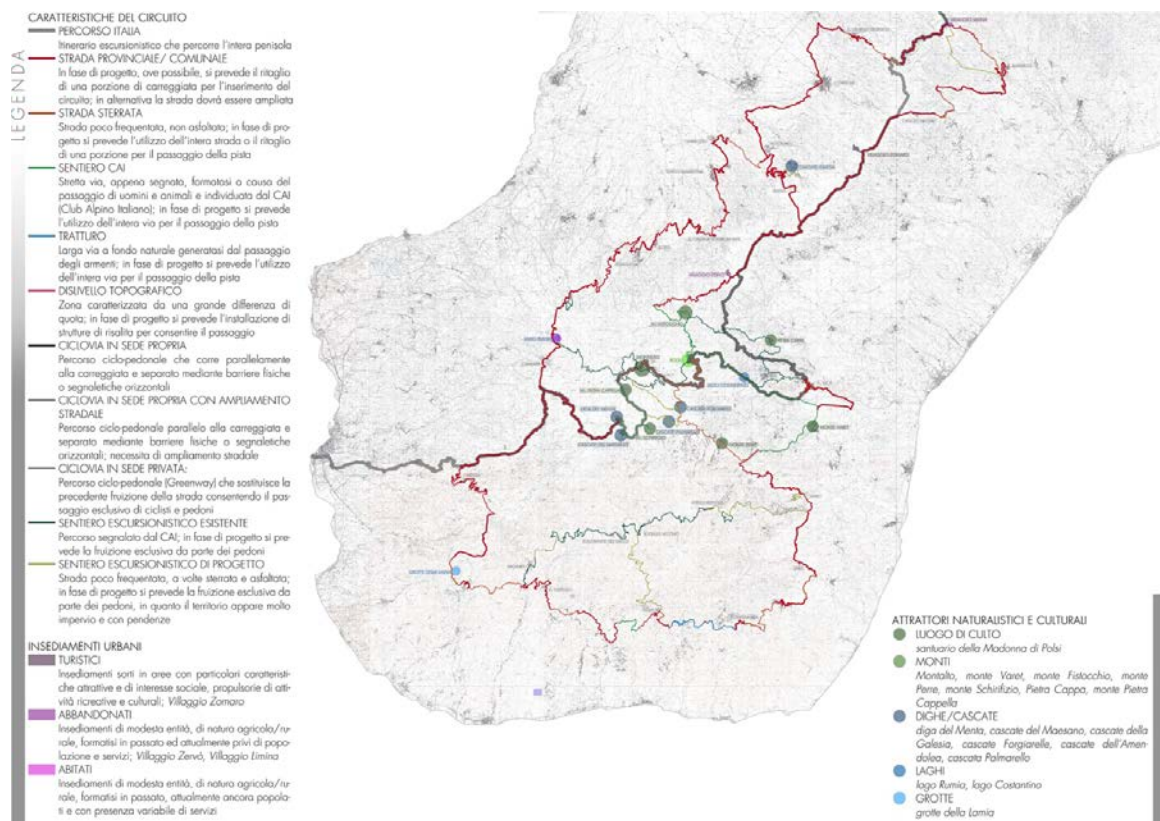 LEGENDA
CARATTERISTICHE DEL CIRCUITO
PERCORSO ITALIA
Itinerario escursionistico che percorre l'intera penisola
STRADA PROVINCIALE/ COMUNALE
In fase di progetto, ove possibile, si prevede il ritaglio
di una porzione di carreggiata per l'inserimento del
circuito; in alternativa la strada dovrà essere ampliata
STRADA STERRATA
Strada poco frequentata, non asfaltata; in fase di pro-
getto si prevede l'utilizzo dell'intera strada o il ritaglio
di una porzione per il passaggio della pista
SENTIERO CAI
Stretta via, appena segnata, formatasi a causa del
passaggio di uomini e animali e individuata dal CAI
(Club Alpino Italiano); in fase di progetto si prevede
l'utilizzo dell'intera via per il passaggio della pista
TRATTURO
Larga via a fondo naturale generatasi dal passaggio
degli armenti; in fase di progetto si prevede l'utilizzo
dell'intera via per il passaggio della pista
DISLIVELLO TOPOGRAFICO
Zona caratterizzata da una grande differenza di
quota; in fase di progetto si prevede l'installazione di
strutture di risalita per consentire il passaggio
CICLOVIA IN SEDE PROPRIA
Percorso ciclo-pedonale che corre parallelamente
alla carreggiata e separato mediante barriere fisiche
o segnaletiche orizzontali
CICLOVIA IN SEDE PROPRIA CON AMPLIAMENTO
STRADALE
Percorso ciclo-pedonale parallelo alla carreggiata e
separato mediante barriere fisiche o segnaletiche
orizzontali; necessita di ampliamento stradale
CICLOVIA IN SEDE PRIVATA:
Percorso ciclo-pedonale (Greenway) che sostituisce la
precedente fruizione della strada consentendo il pas-
saggio esclusivo di ciclisti e pedoni
SENTIERO ESCURSIONISTICO ESISTENTE
Percorso segnalato dal CAI; in fase di progetto si pre-
vede la fruizione esclusiva da parte dei pedoni
SENTIERO ESCURSIONISTICO DI PROGETTO
Strada poco frequentata, a volte sterrata e asfaltata;
in fase di progetto si prevede la fruizione esclusiva da
parte dei pedoni, in quanto il territorio appare molto
impervio e con pendenze
INSEDIAMENTI URBANI
TURISTICI
Insediamenti sorti in aree con particolari caratteristi-
che attrattive e di interesse sociale, propulsorie di atti-
vità ricreative e culturali; Villaggio Zomaro
ABBANDONATI
Insediamenti di modesta entità, di natura agricola/ru-
rale, formatisi in passato ed attualmente privi di popo-
lazione e servizi; Villaggio Zervò, Villaggio Limina
ABITATI
Insediamenti di modesta entità, di natura agricola/ru-
rale, formatisi in passato, attualmente ancora popola-
ti e con presenza variabile di servizi
ATTRATTORI NATURALISTICI E CULTURALI
LUOGO DI CULTO
santuario della Madonna di Polsi
MONTI
Montalto, monte Varet, monte Fistocchio, monte
Perre, monte Schirifizio, Pietra Cappa, monte Pietra
Cappella
DIGHE/CASCATE
diga del Menta, cascate del Maesano, cascate della
Galesia, cascate Forgiarelle, cascate dell'Amen-
dolea, cascata Palmarello
LAGHI
lago Rumia, lago Costantino
GROTTE
grotte della Lamia